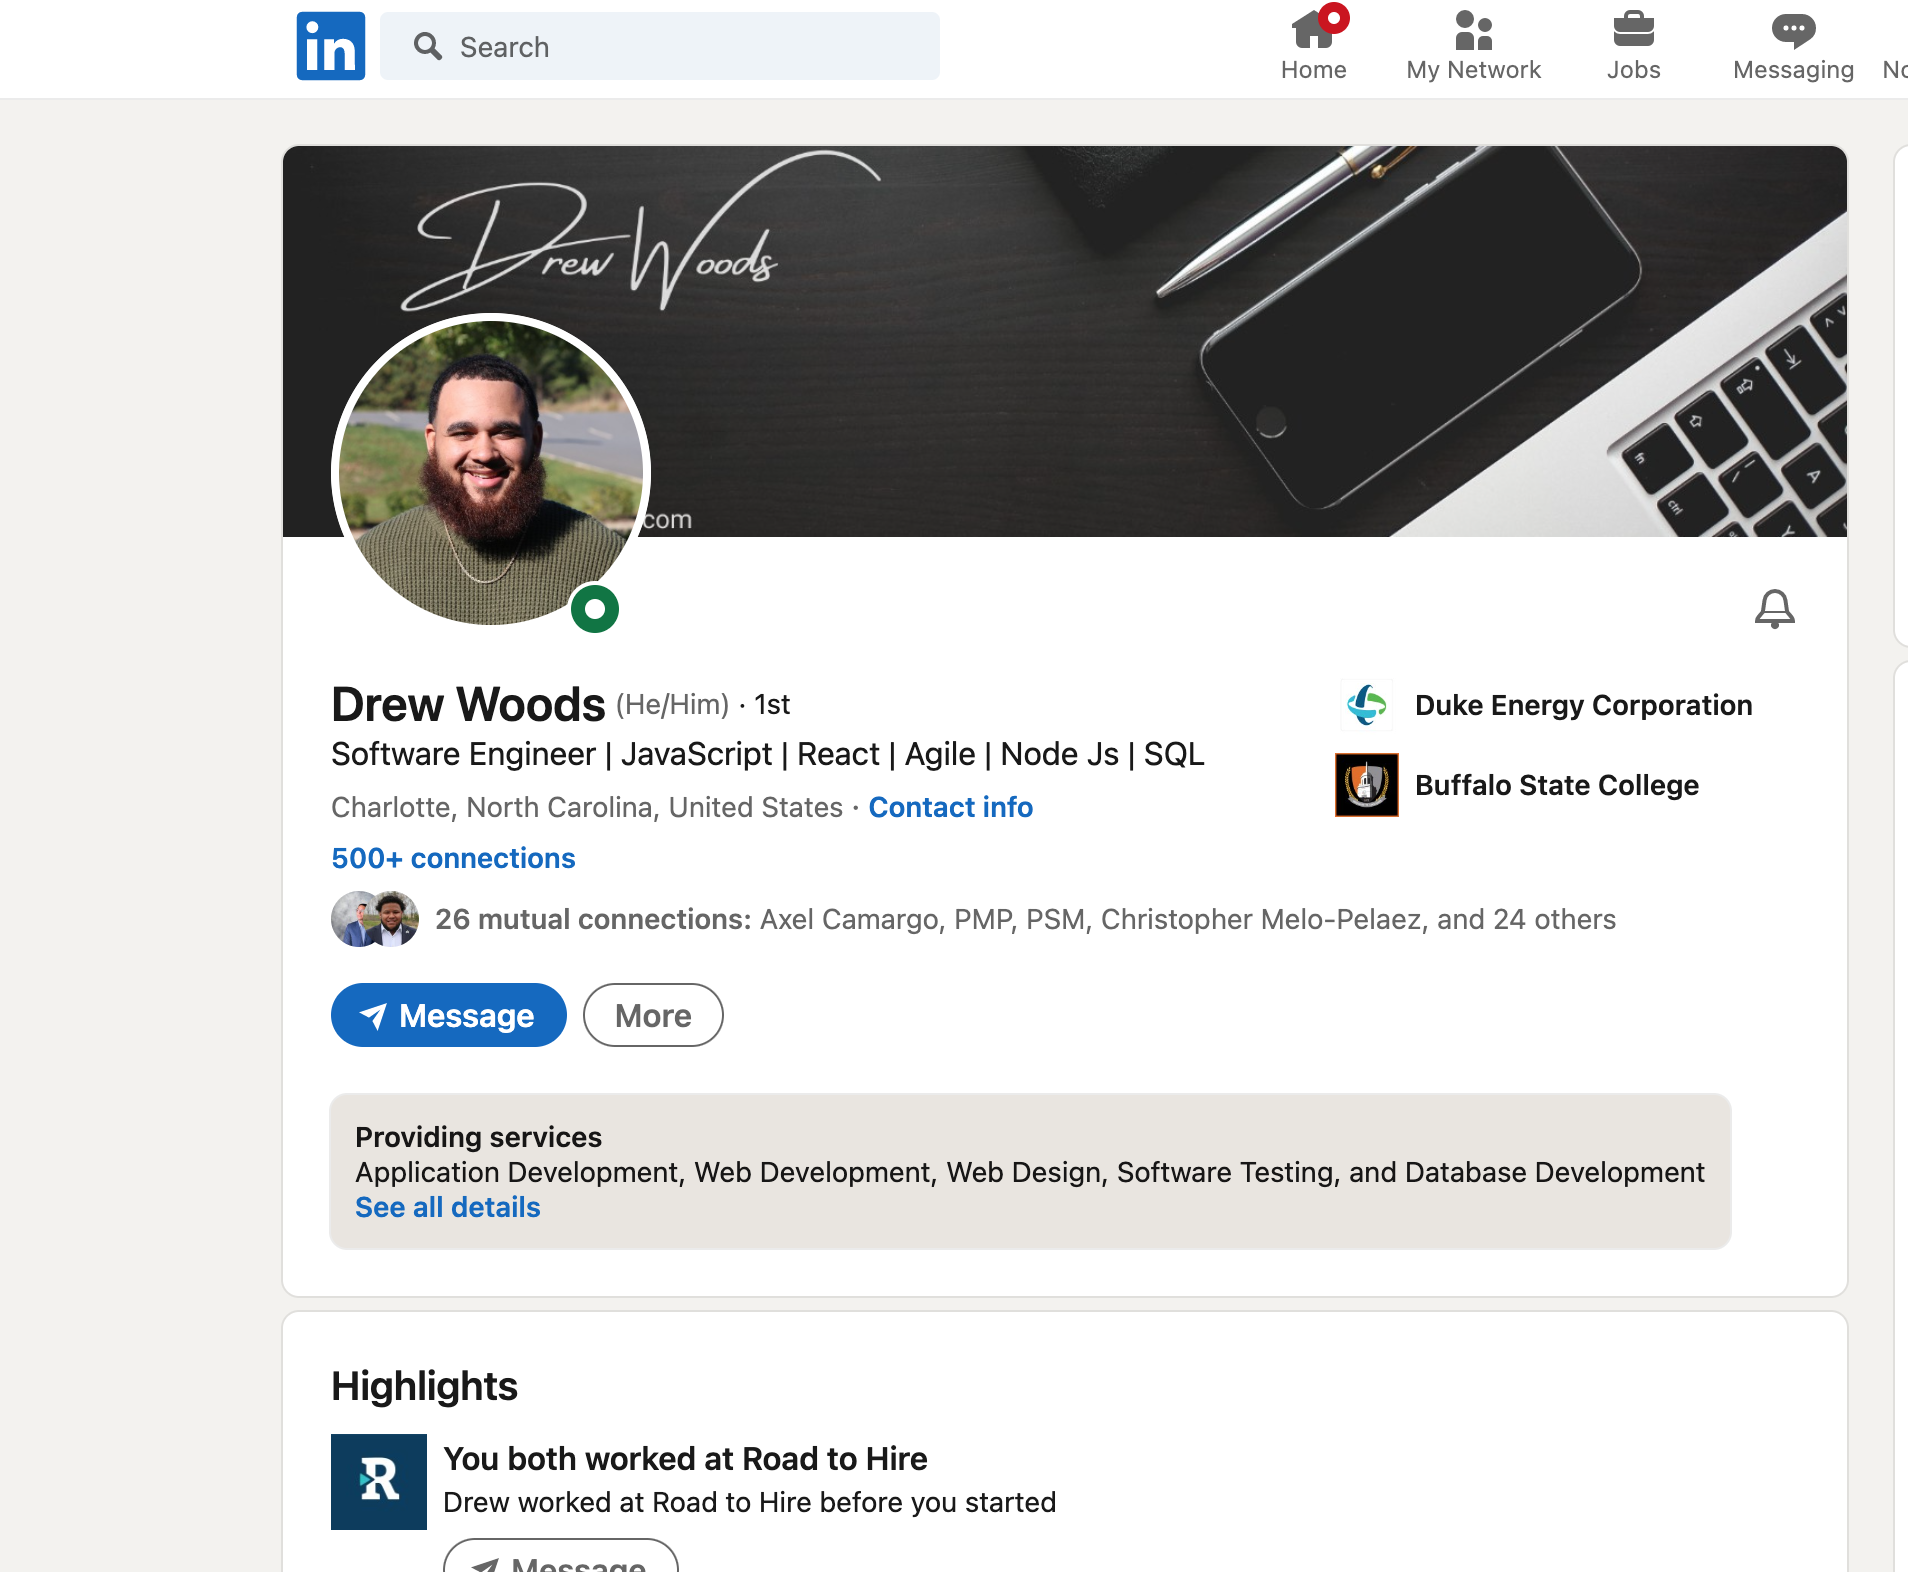 in
Search
Home
My Network
Jobs
Messaging
Drew Woods
com
Drew Woods (He/Him) · 1st
Software Engineer | JavaScript | React | Agile | Node Js | SQL
Charlotte, North Carolina, United States · Contact info
500+ connections
26 mutual connections: Axel Camargo, PMP, PSM, Christopher Melo-Pelaez, and 24 others
Message
More
Duke Energy Corporation
Buffalo State College
Providing services
Application Development, Web Development, Web Design, Software Testing, and Database Development
See all details
Highlights
R
You both worked at Road to Hire
Drew worked at Road to Hire before you started
Message